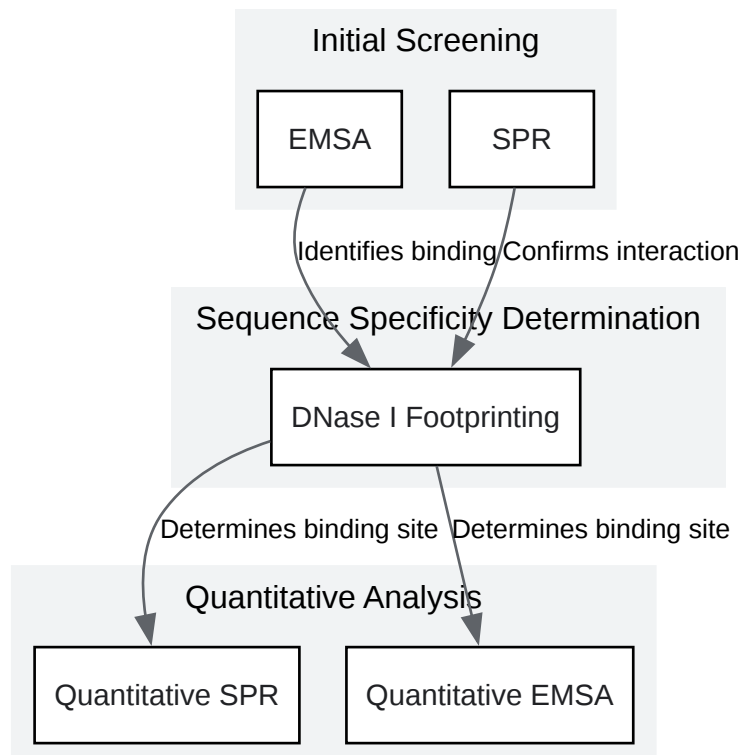 Initial Screening
EMSA
SPR
Identifies binding
Confirms interaction
Sequence Specificity Determination
DNase I Footprinting
Determines binding site
Determines binding site
Quantitative Analysis
Quantitative SPR
Quantitative EMSA